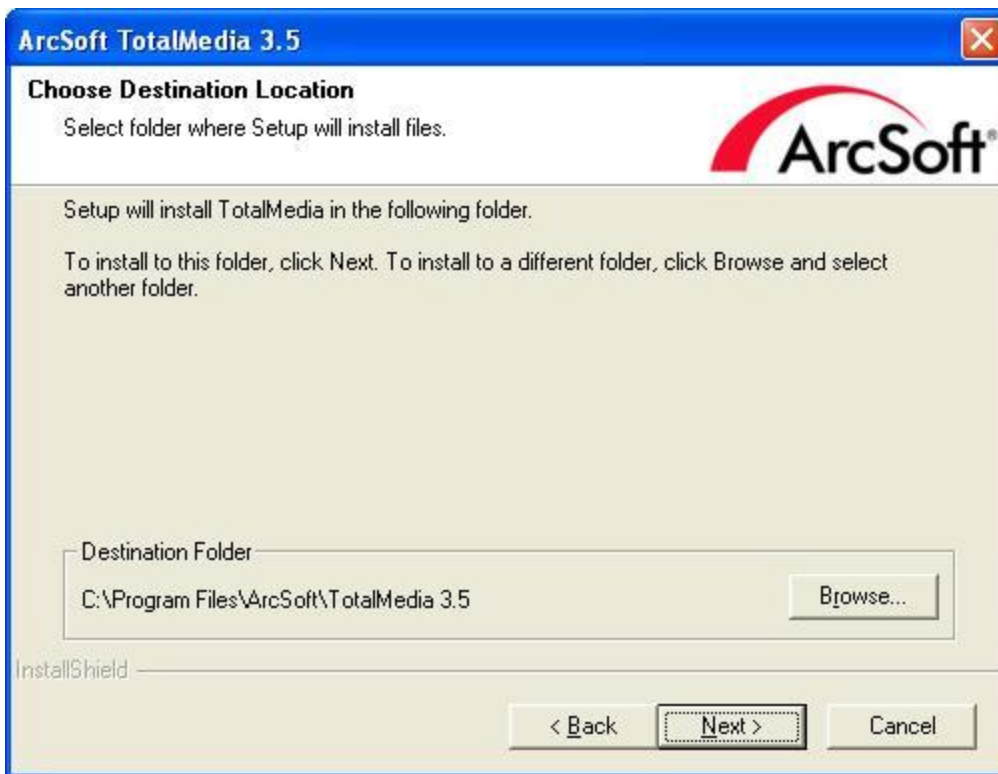 ArcSoft TotalMedia 3.5
Choose Destination Location
Select folder where Setup will install files.
ArcSoft®
Setup will install TotalMedia in the following folder.
To install to this folder, click Next. To install to a different folder, click Browse and select
another folder.
Destination Folder
C:\Program Files\ArcSoft\TotalMedia 3.5
Browse...
InstallShield
< Back
Next >
Cancel